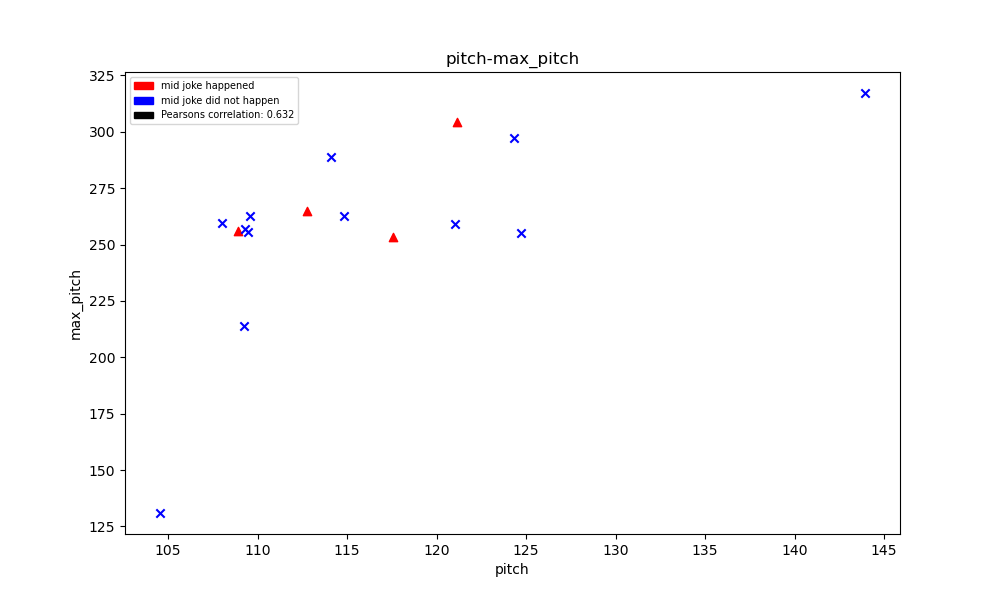 pitch-max_pitch
mid joke happened
mid joke did not happen
Pearsons correlation: 0.632
325
300
275
250
225
200
175
150
125
max_pitch
105 110 115 120 125 130 135 140 145
pitch